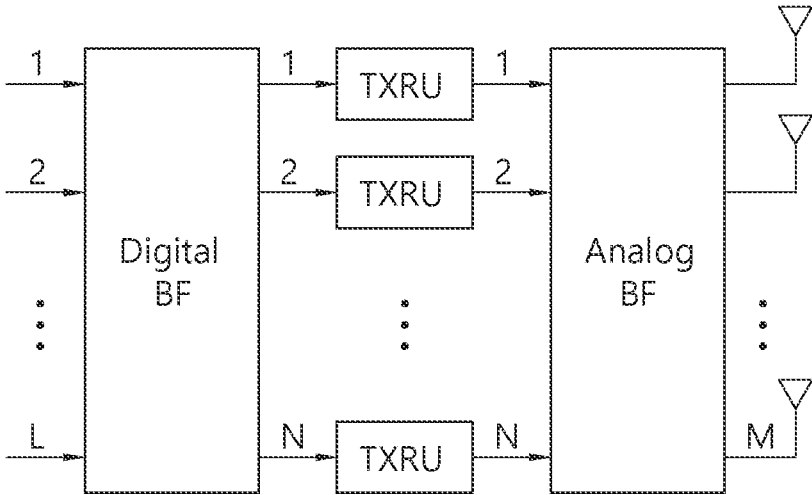 1 1 TXRU 1
2 2 TXRU 2
Digital
BF
Analog
BF
L N TXRU N M